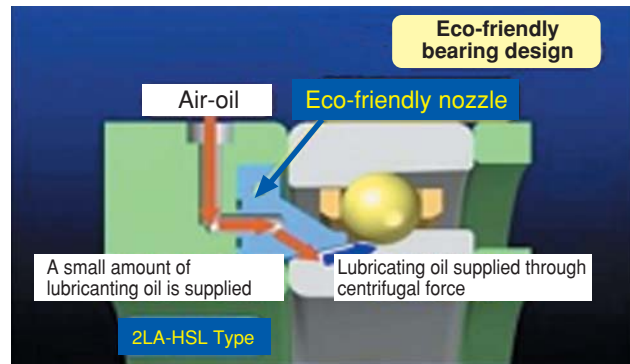 Eco-friendly
bearing design
Air-oil
Eco-friendly nozzle
A small amount of
lubricanting oil is supplied
Lubricating oil supplied through
centrifugal force
2LA-HSL Type